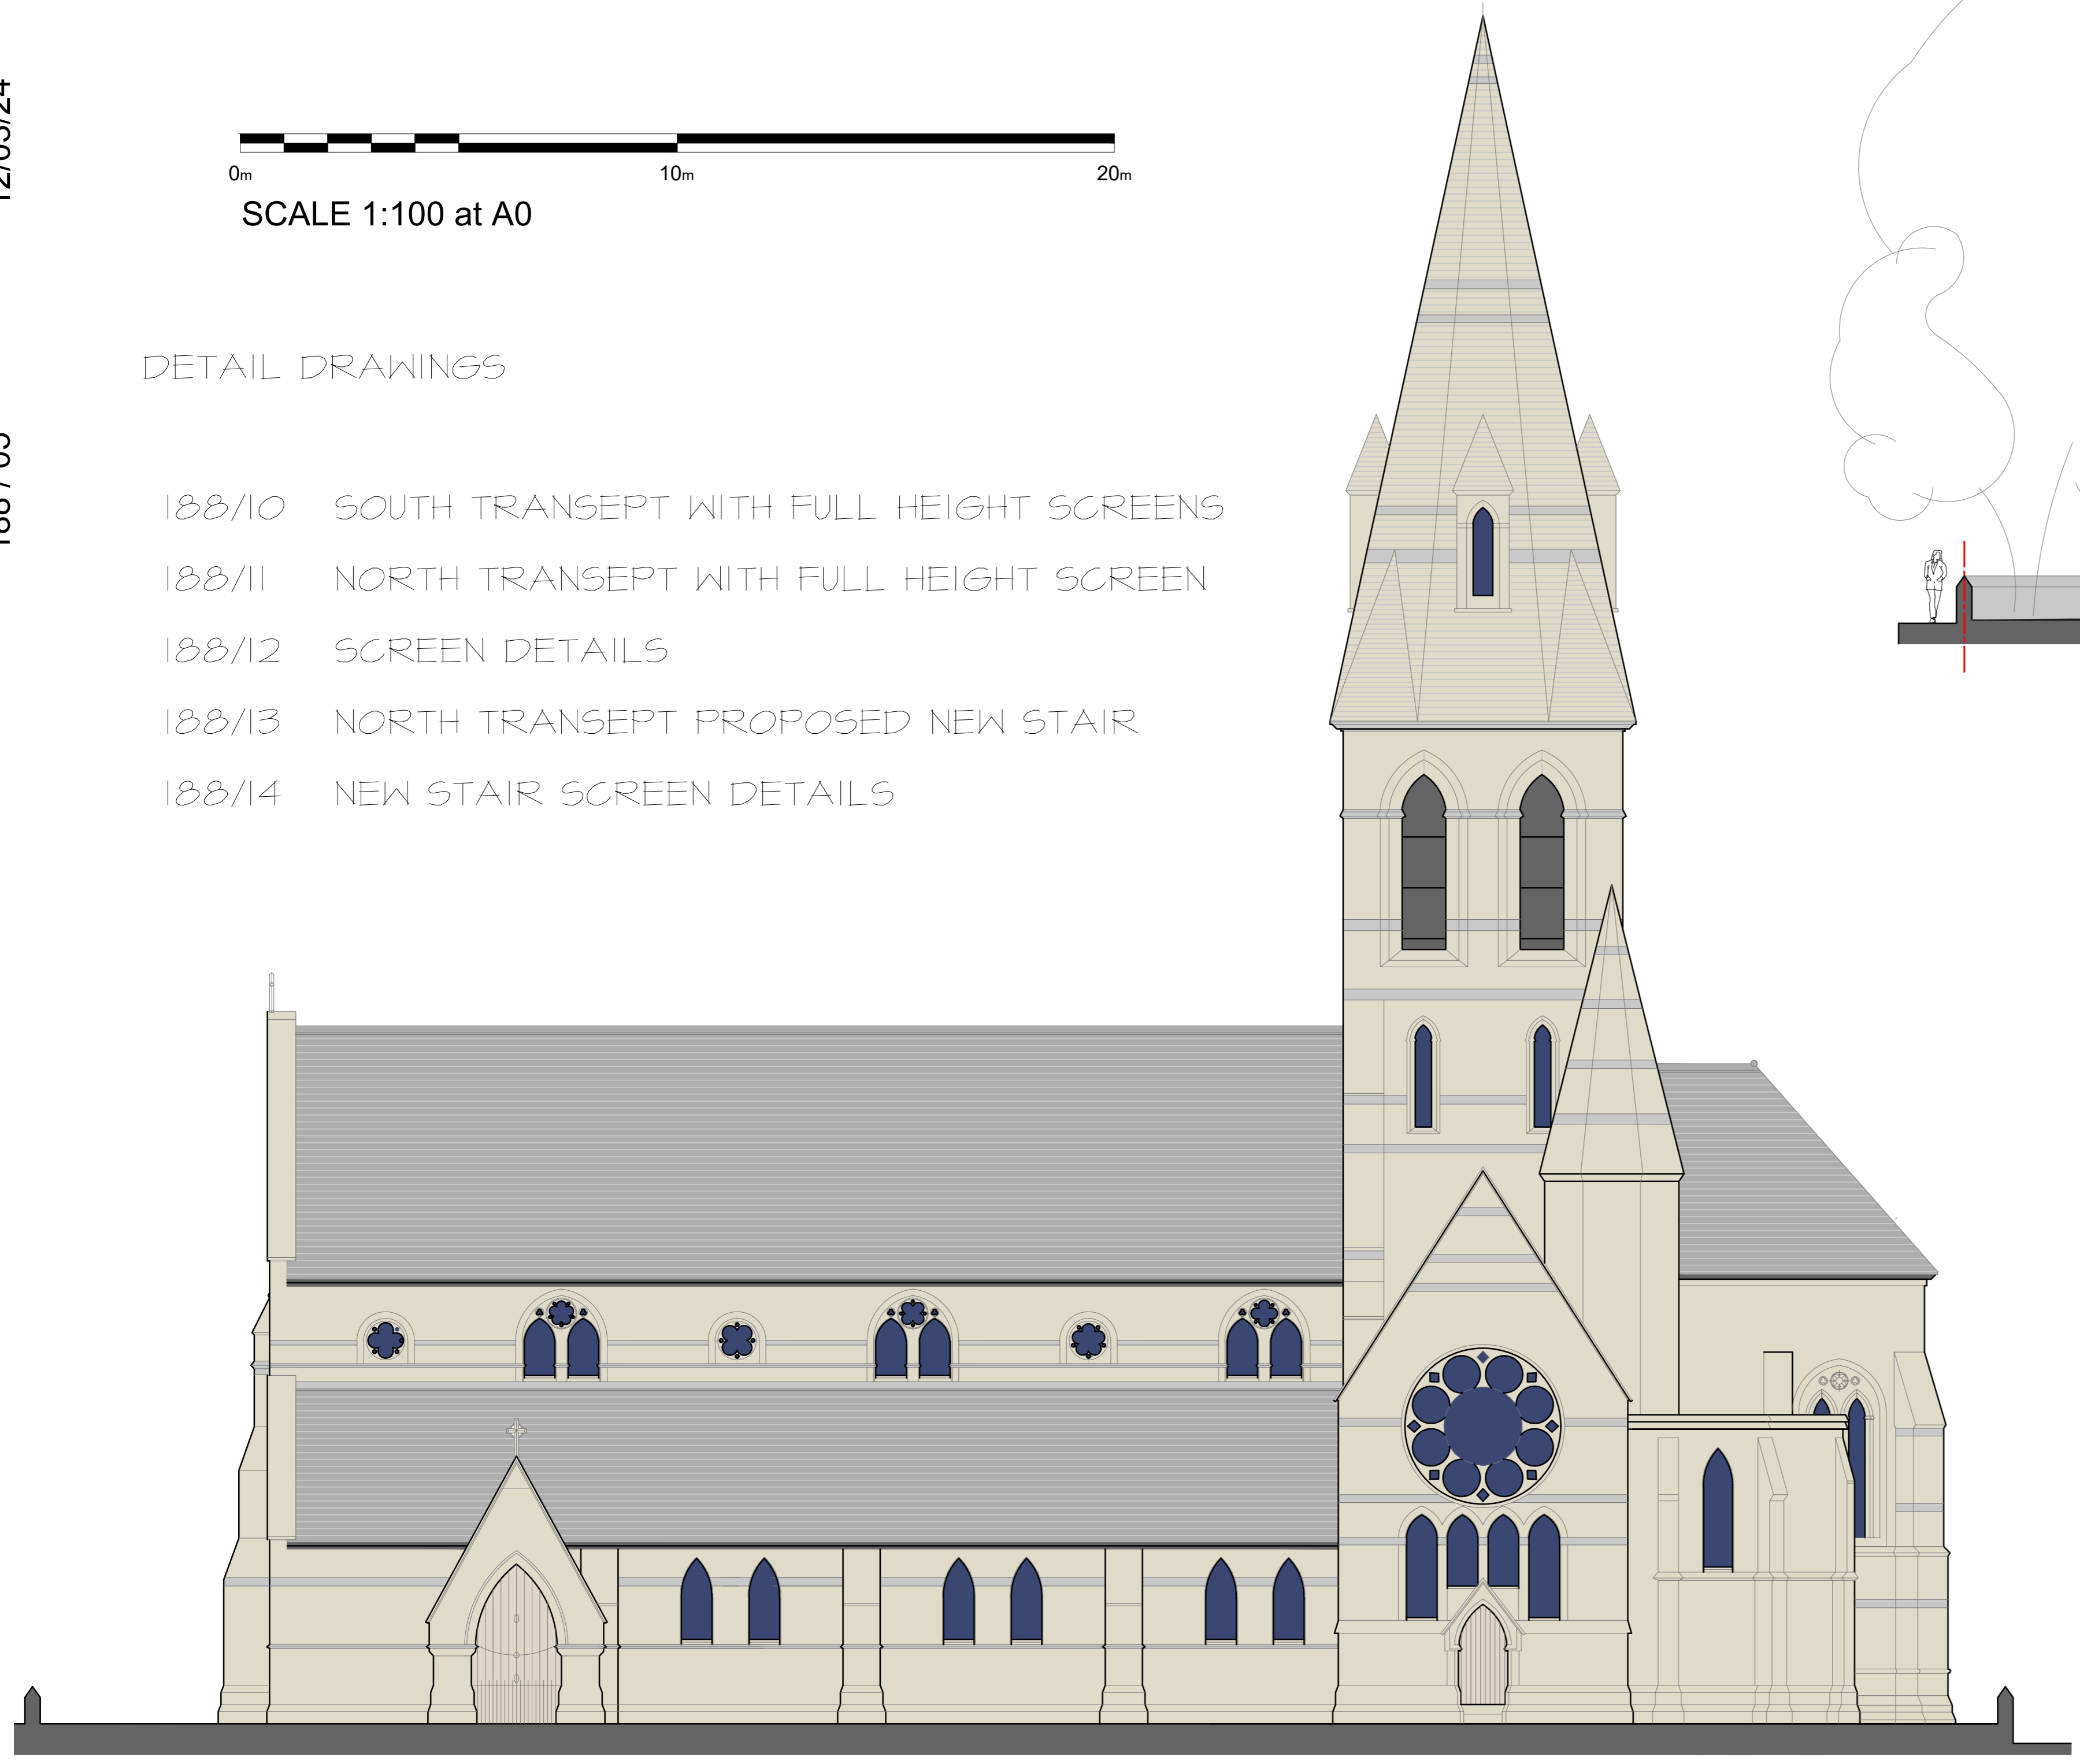 0m 10m 20m
SCALE 1:100 at A0
DETAIL DRAWINGS
188/10 SOUTH TRANSEPT WITH FULL HEIGHT SCREENS
188/11 NORTH TRANSEPT WITH FULL HEIGHT SCREEN
188/12 SCREEN DETAILS
188/13 NORTH TRANSEPT PROPOSED NEW STAIR
188/14 NEW STAIR SCREEN DETAILS